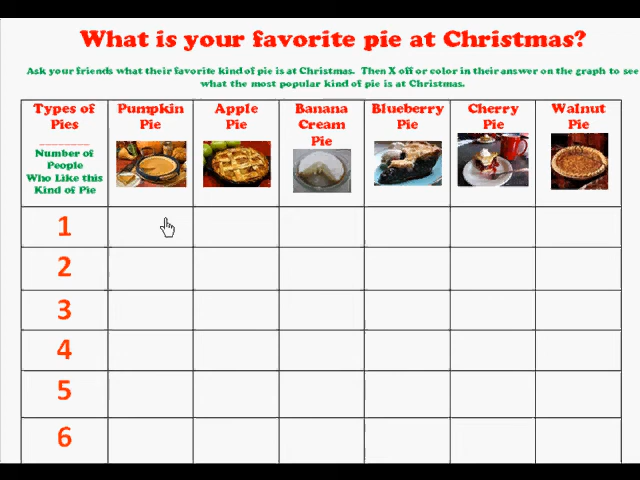 What is your favorite pie at Christmas?
Ask your friends what their favorite kind of pie is at Christmas. Then X off or color in their answer on the graph to see
what the most popular kind of pie is at Christmas.
Types of
Pies
Number of
People
Who Like this
Kind of Pie
Pumpkin
Pie
Apple
Pie
Banana
Cream
Pie
Blueberry
Pie
Cherry
Pie
Walnut
Pie
1
2
3
4
5
6